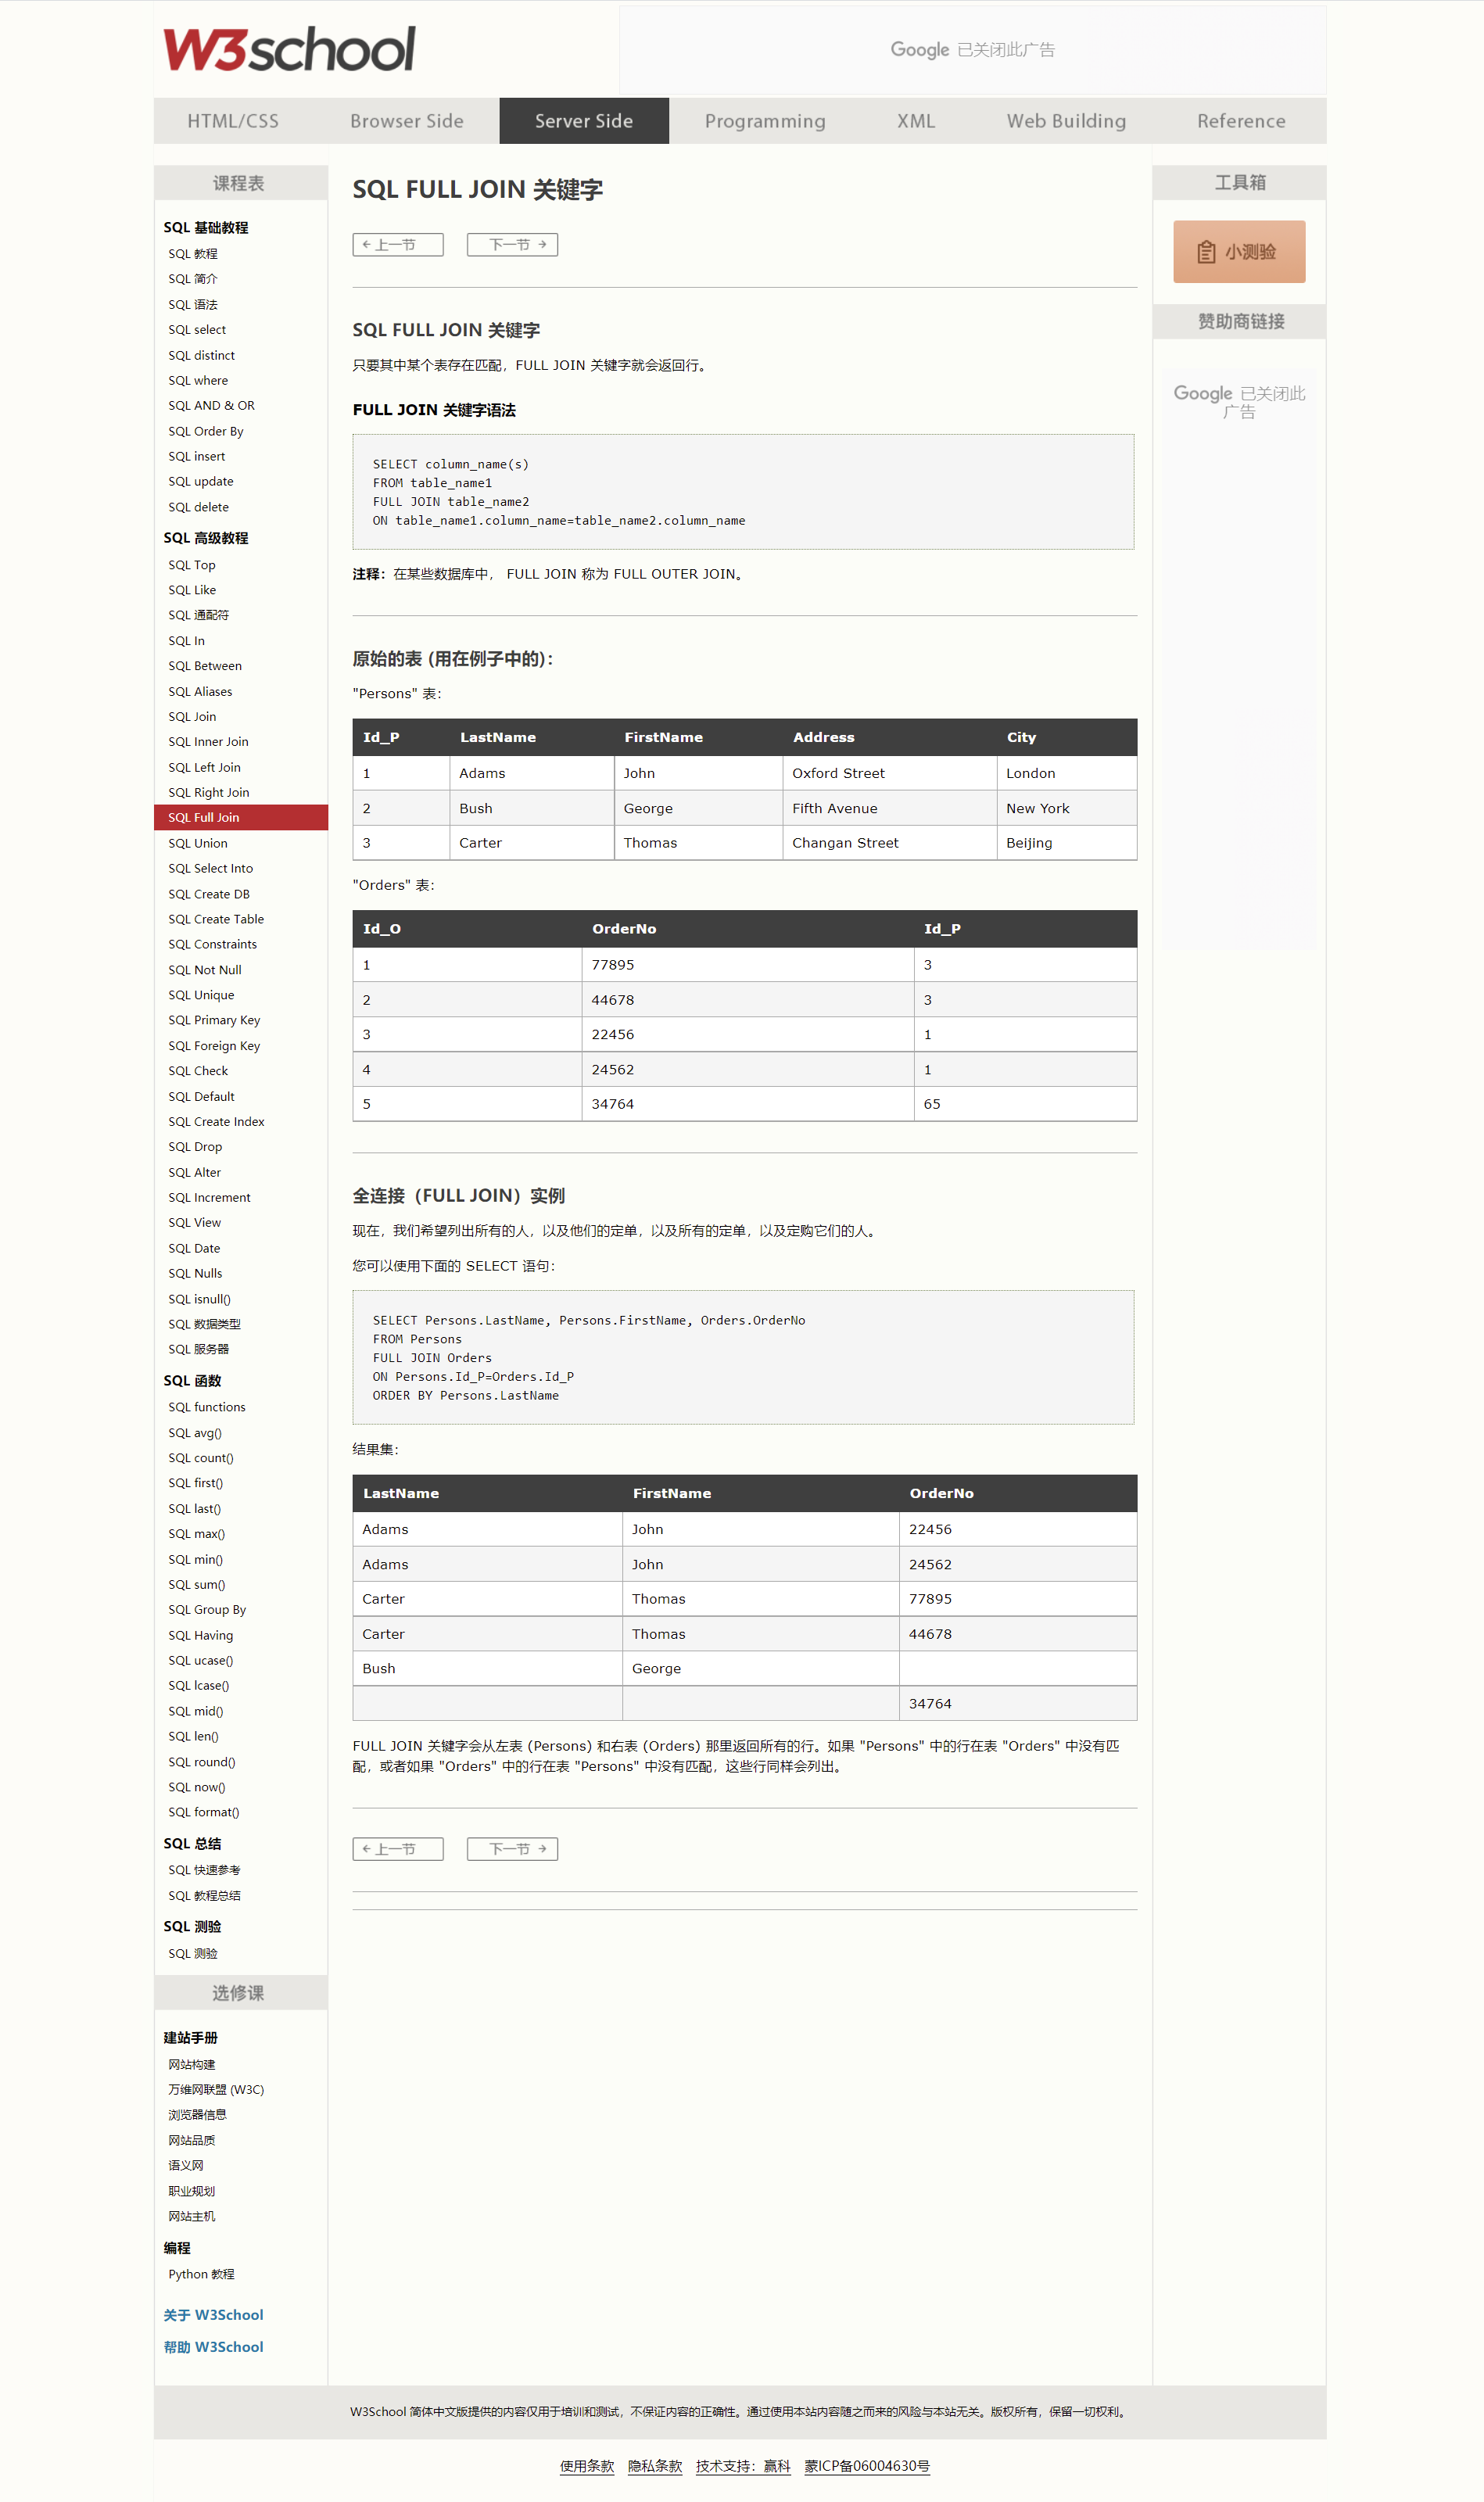 W3school
Google 已关闭此广告
HTML/CSS
Browser Side
Server Side
Programming
XML
Web Building
Reference
课程表
SQL 基础教程
SQL 教程
SQL 简介
SQL 语法
SQL select
SQL distinct
SQL where
SQL AND & OR
SQL Order By
SQL insert
SQL update
SQL delete
SQL 高级教程
SQL Top
SQL Like
SQL 通配符
SQL In
SQL Between
SQL Aliases
SQL Join
SQL Inner Join
SQL Left Join
SQL Right Join
SQL Full Join
SQL Union
SQL Select Into
SQL Create DB
SQL Create Table
SQL Constraints
SQL Not Null
SQL Unique
SQL Primary Key
SQL Foreign Key
SQL Check
SQL Default
SQL Create Index
SQL Drop
SQL Alter
SQL Increment
SQL View
SQL Date
SQL Nulls
SQL isnull()
SQL 数据类型
SQL 服务器
SQL 函数
SQL functions
SQL avg()
SQL count()
SQL first()
SQL last()
SQL max()
SQL min()
SQL sum()
SQL Group By
SQL Having
SQL ucase()
SQL lcase()
SQL mid()
SQL len()
SQL round()
SQL now()
SQL format()
SQL 总结
SQL 快速参考
SQL 教程总结
SQL 测验
SQL 测验
选修课
建站手册
网站构建
万维网联盟 (W3C)
浏览器信息
网站品质
语义网
职业规划
网站主机
编程
Python 教程
关于 W3School
帮助 W3School
SQL FULL JOIN 关键字
← 上一节
下一节 →
SQL FULL JOIN 关键字
只要其中某个表存在匹配，FULL JOIN 关键字就会返回行。
FULL JOIN 关键字语法
SELECT column_name(s)
FROM table_name1
FULL JOIN table_name2
ON table_name1.column_name=table_name2.column_name
注释：在某些数据库中， FULL JOIN 称为 FULL OUTER JOIN。
原始的表 (用在例子中的)：
"Persons" 表：
Id_P LastName FirstName Address City
1 Adams John Oxford Street London
2 Bush George Fifth Avenue New York
3 Carter Thomas Changan Street Beijing
"Orders" 表：
Id_O OrderNo Id_P
1 77895 3
2 44678 3
3 22456 1
4 24562 1
5 34764 65
全连接（FULL JOIN）实例
现在，我们希望列出所有的人，以及他们的定单，以及所有的定单，以及定购它们的人。
您可以使用下面的 SELECT 语句：
SELECT Persons.LastName, Persons.FirstName, Orders.OrderNo
FROM Persons
FULL JOIN Orders
ON Persons.Id_P=Orders.Id_P
ORDER BY Persons.LastName
结果集：
LastName FirstName OrderNo
Adams John 22456
Adams John 24562
Carter Thomas 77895
Carter Thomas 44678
Bush George
34764
FULL JOIN 关键字会从左表 (Persons) 和右表 (Orders) 那里返回所有的行。如果 "Persons" 中的行在表 "Orders" 中没有匹
配，或者如果 "Orders" 中的行在表 "Persons" 中没有匹配，这些行同样会列出。
← 上一节
下一节 →
工具箱
小测验
赞助商链接
Google 已关闭此
广告
W3School 简体中文版提供的内容仅用于培训和测试，不保证内容的正确性。通过使用本站内容随之而来的风险与本站无关。版权所有，保留一切权利。
使用条款 隐私条款 技术支持：赢科 蒙ICP备06004630号